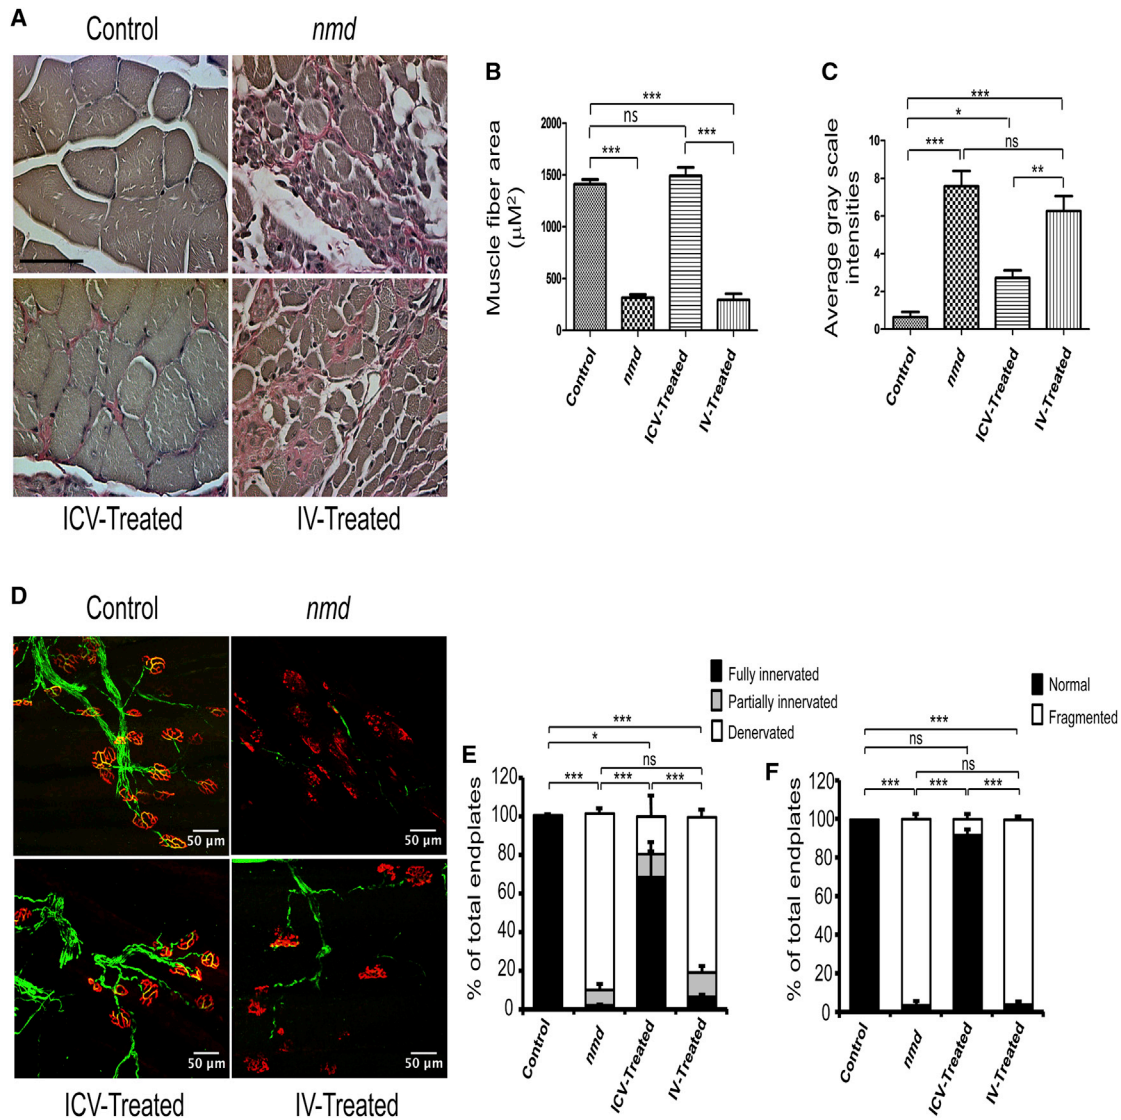 A
Control
nmd
ICV-Treated
IV-Treated
B
Muscle fiber area
(μM²)
2000
1500
1000
500
0
***
ns
***
***
Control
nmd
ICV-Treated
IV-Treated
C
Average gray scale
intensities
10
8
6
4
2
0
***
*
***
ns
**
Control
nmd
ICV-Treated
IV-Treated
D
Control
nmd
50 μm
50 μm
50 μm
50 μm
ICV-Treated
IV-Treated
E
Fully innervated
Partially innervated
Denervated
% of total endplates
120
100
80
60
40
20
0
***
*
ns
***
***
***
Control
nmd
ICV-Treated
IV-Treated
F
Normal
Fragmented
% of total endplates
120
100
80
60
40
20
0
***
ns
ns
***
***
***
Control
nmd
ICV-Treated
IV-Treated